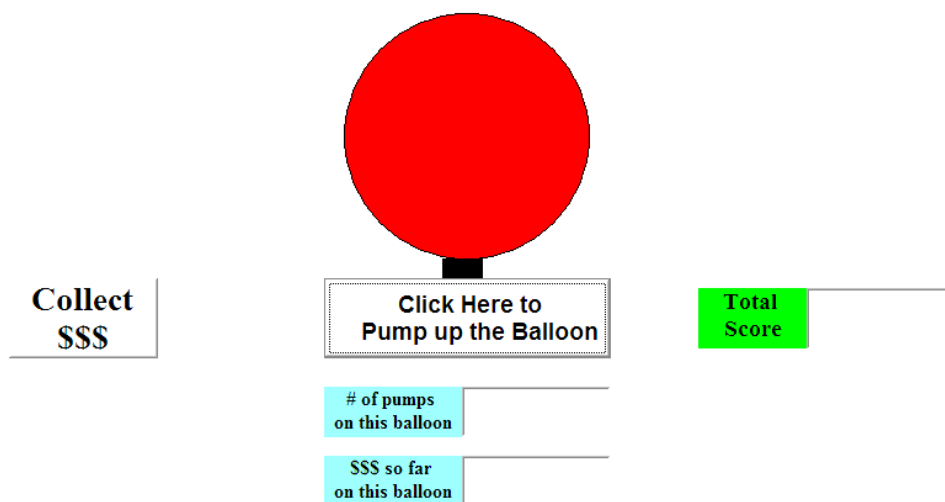 Collect
$$$
Click Here to
Pump up the Balloon
Total
Score
# of pumps
on this balloon
$$$ so far
on this balloon